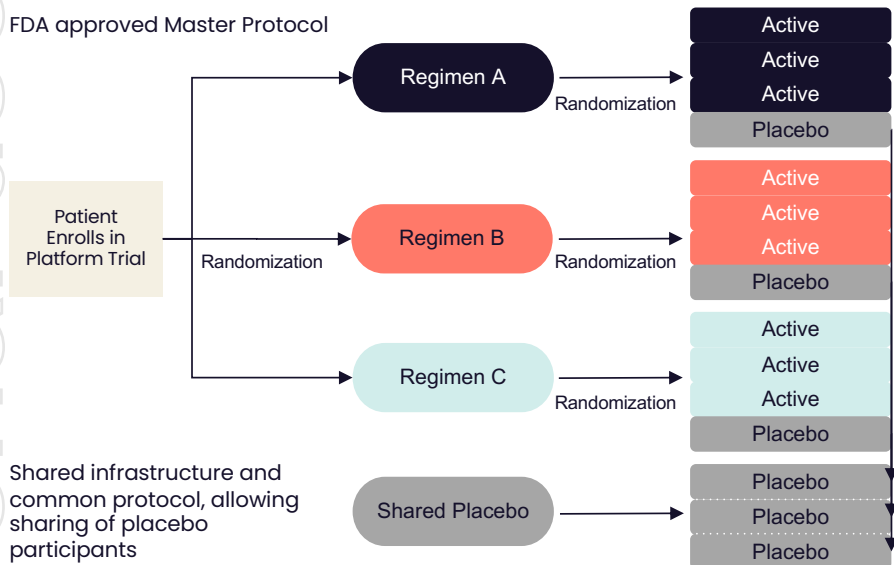 FDA approved Master Protocol
Patient
Enrolls in
Platform Trial
Randomization
Regimen A
Randomization
Active
Active
Active
Placebo
Regimen B
Randomization
Active
Active
Active
Placebo
Regimen C
Randomization
Active
Active
Active
Placebo
Shared infrastructure and
common protocol, allowing
sharing of placebo
participants
Shared Placebo
Placebo
Placebo
Placebo